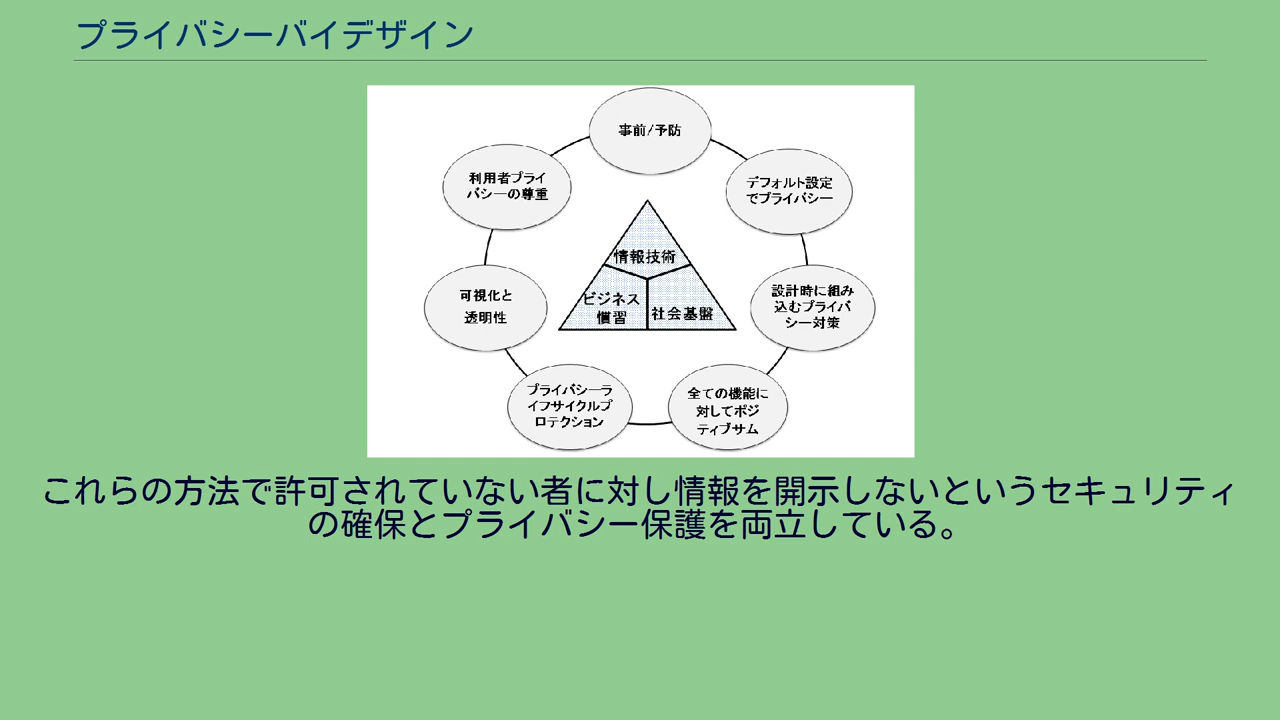 プライバシーバイデザイン
事前/予防
利用者プライ
バシーの尊重
デフォルト設定
でプライバシー
情報技術
ビジネス
慣習
社会基盤
可視化と
透明性
設計時に組み
込むプライバ
シー対策
プライバシーラ
イフサイクルプ
ロテクション
全ての機能に
対してポジ
ティブサム
これらの方法で許可されていない者に対し情報を開示しないというセキュリティ
の確保とプライバシー保護を両立している。